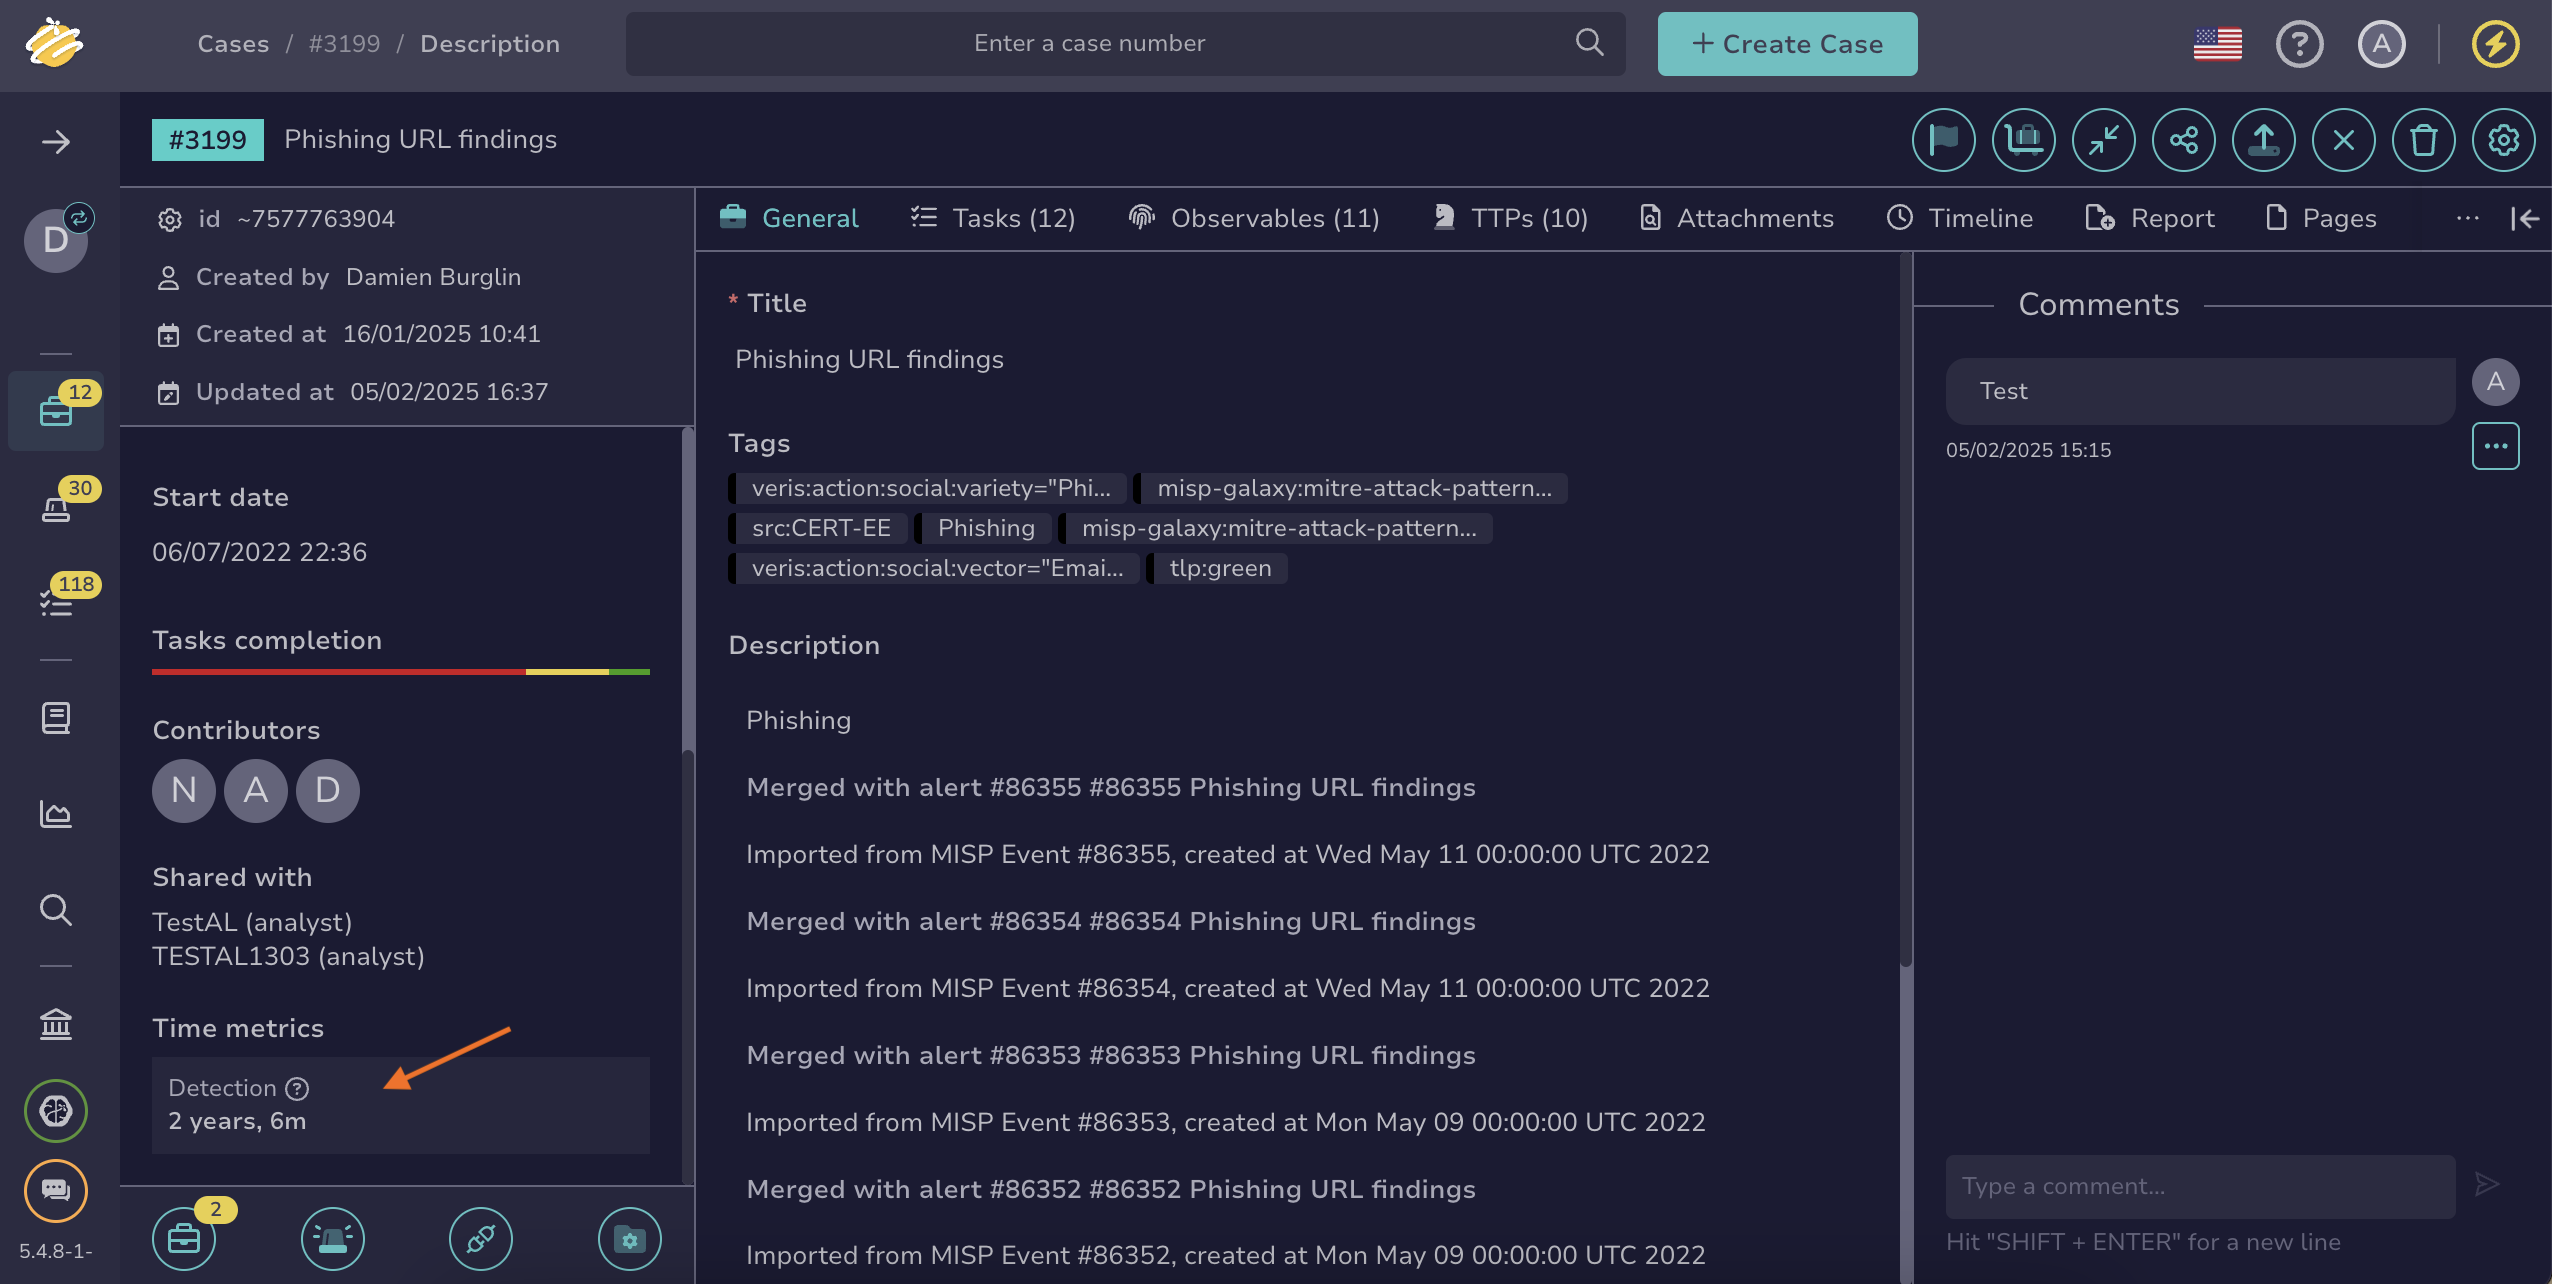 Cases / #3199 / Description
Enter a case number
+ Create Case
?
A
#3199 Phishing URL findings
D
12
30
118
5.4.8-1-
id ~7577763904
Created by Damien Burglin
Created at 16/01/2025 10:41
Updated at 05/02/2025 16:37
Start date
06/07/2022 22:36
Tasks completion
Contributors
N A D
Shared with
TestAL (analyst)
TESTAL1303 (analyst)
Time metrics
Detection ?
2 years, 6m
2
General Tasks (12) Observables (11) TTPs (10) Attachments Timeline Report Pages ...
* Title
Phishing URL findings
Tags
veris:action:social:variety="Phi... misp-galaxy:mitre-attack-pattern...
src:CERT-EE Phishing misp-galaxy:mitre-attack-pattern...
veris:action:social:vector="Emai... tlp:green
Description
Phishing
Merged with alert #86355 #86355 Phishing URL findings
Imported from MISP Event #86355, created at Wed May 11 00:00:00 UTC 2022
Merged with alert #86354 #86354 Phishing URL findings
Imported from MISP Event #86354, created at Wed May 11 00:00:00 UTC 2022
Merged with alert #86353 #86353 Phishing URL findings
Imported from MISP Event #86353, created at Mon May 09 00:00:00 UTC 2022
Merged with alert #86352 #86352 Phishing URL findings
Imported from MISP Event #86352, created at Mon May 09 00:00:00 UTC 2022
Comments
Test
A
05/02/2025 15:15
...
Type a comment...
Hit "SHIFT + ENTER" for a new line